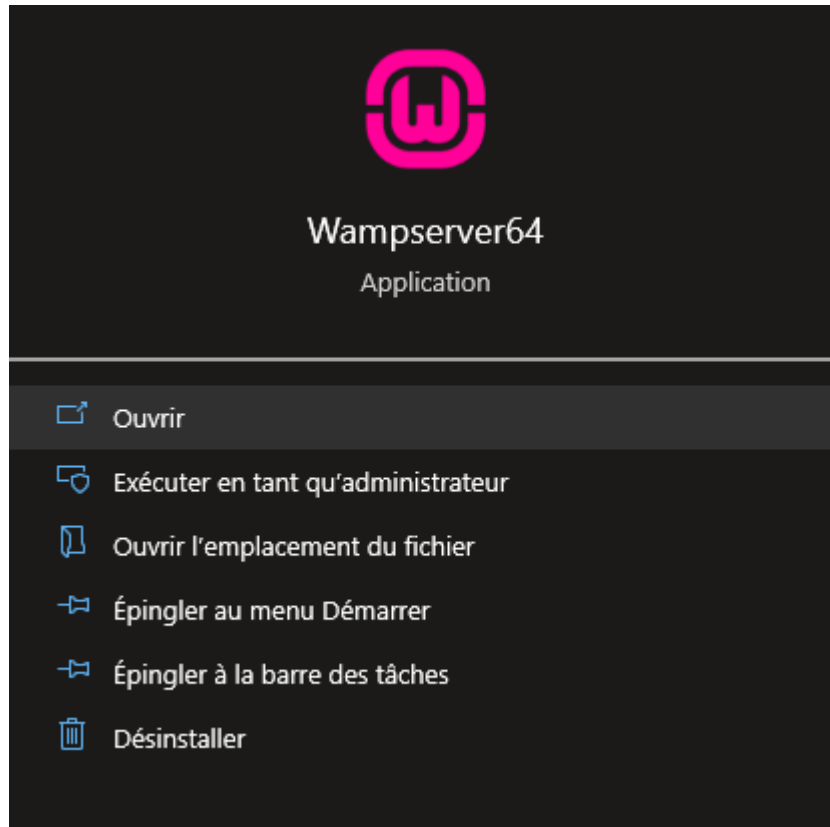 Wampserver64
Application
Ouvrir
Exécuter en tant qu'administrateur
Ouvrir l'emplacement du fichier
Épingler au menu Démarrer
Épingler à la barre des tâches
Désinstaller